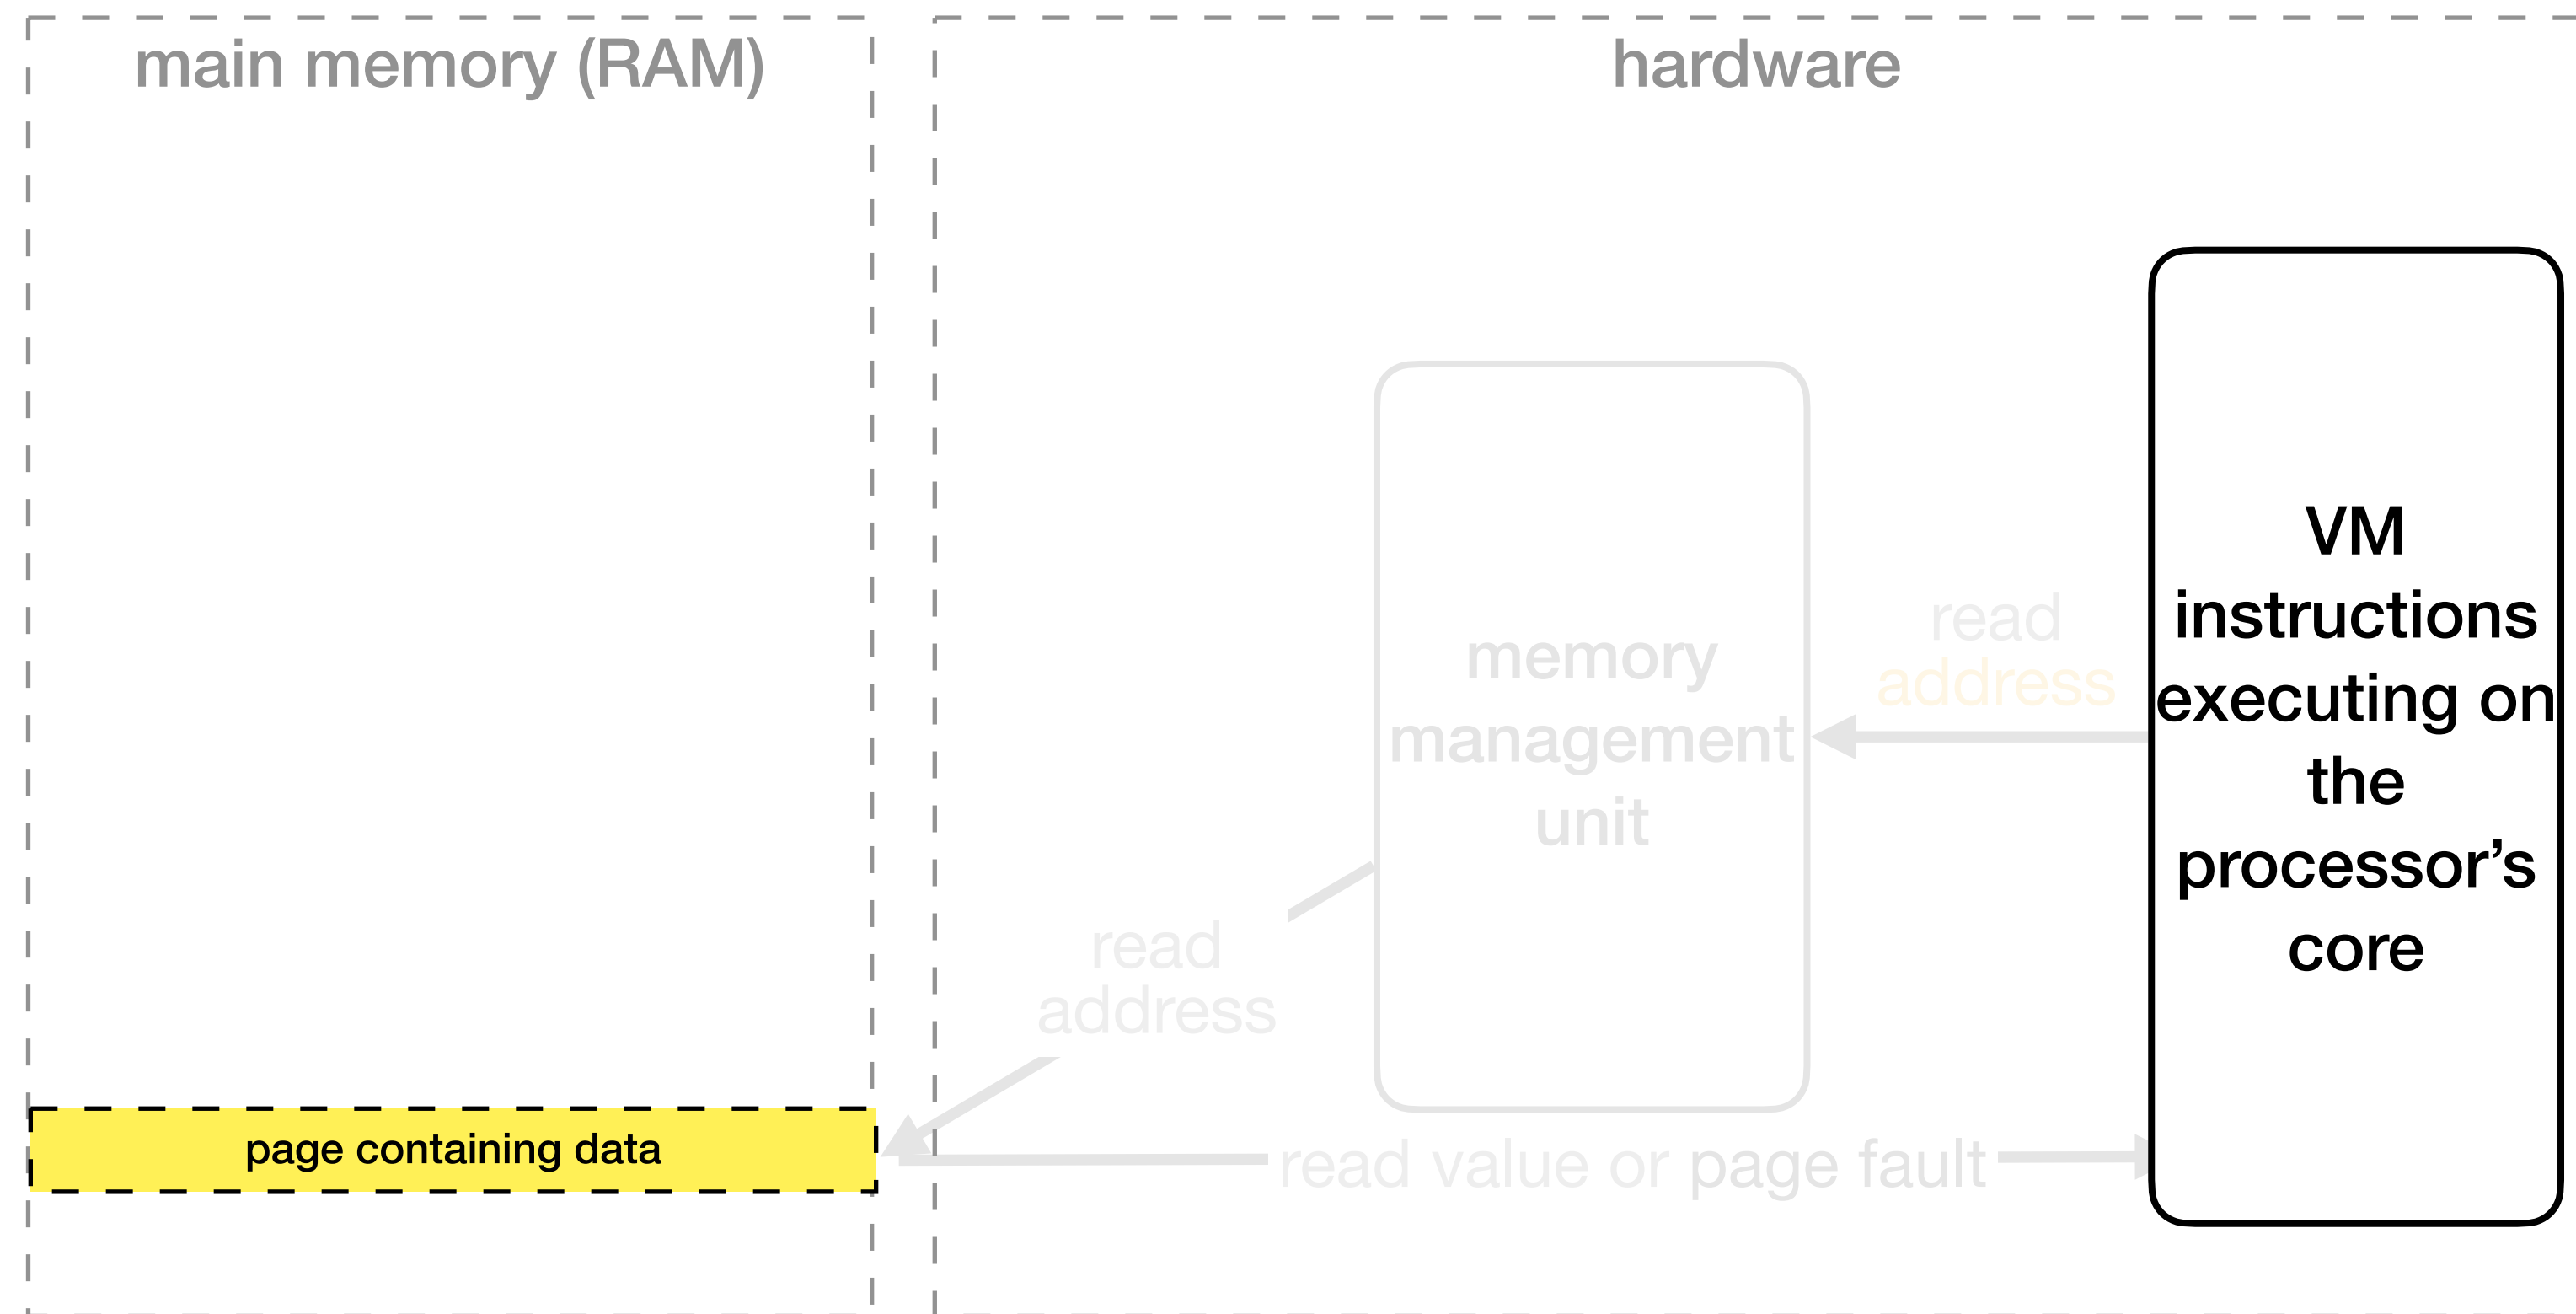 main memory (RAM)
hardware
VM
instructions
executing on
the
processor’s
core
read
address
memory
management
unit
read
address
page containing data
read value or page fault